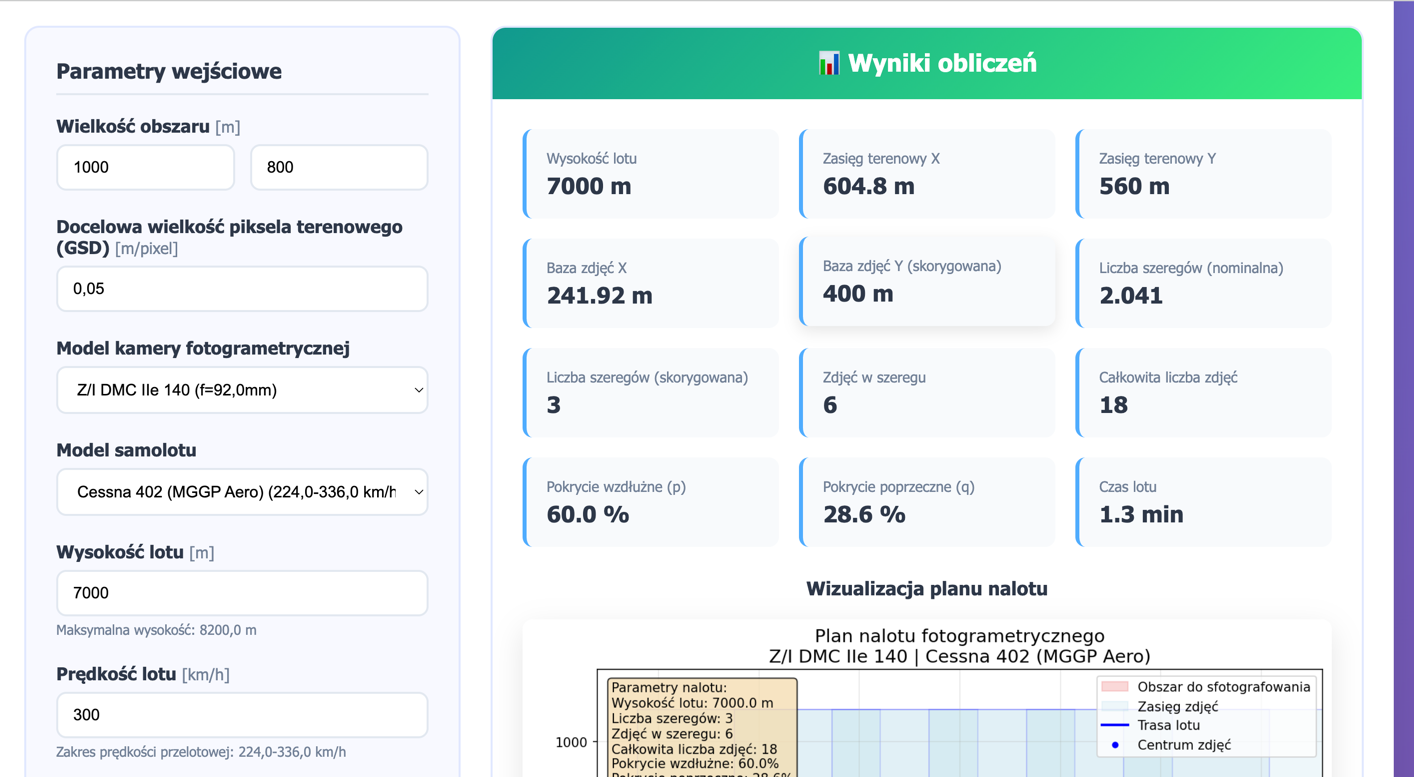 Parametry wejściowe
Wielkość obszaru [m]
1000 800
Docelowa wielkość piksela terenowego
(GSD) [m/pixel]
0,05
Model kamery fotogrametrycznej
Z/I DMC IIe 140 (f=92,0mm)
Model samolotu
Cessna 402 (MGGP Aero) (224,0-336,0 km/h
Wysokość lotu [m]
7000
Maksymalna wysokość: 8200,0 m
Prędkość lotu [km/h]
300
Zakres prędkości przelotowej: 224,0-336,0 km/h
📊 Wyniki obliczeń
Wysokość lotu
7000 m
Zasięg terenowy X
604.8 m
Zasięg terenowy Y
560 m
Baza zdjęć X
241.92 m
Baza zdjęć Y (skorygowana)
400 m
Liczba szeregów (nominalna)
2.041
Liczba szeregów (skorygowana)
3
Zdjęć w szeregu
6
Całkowita liczba zdjęć
18
Pokrycie wzdłużne (p)
60.0 %
Pokrycie poprzeczne (q)
28.6 %
Czas lotu
1.3 min
Wizualizacja planu nalotu
Plan nalotu fotogrametrycznego
Z/I DMC IIe 140 | Cessna 402 (MGGP Aero)
Parametry nalotu:
Wysokość lotu: 7000.0 m
Liczba szeregów: 3
Zdjęć w szeregu: 6
Całkowita liczba zdjęć: 18
Pokrycie wzdłużne: 60.0%
Pokrycie poprzeczne: 28.6%
Obszar do sfotografowania
Zasięg zdjęć
Trasa lotu
Centrum zdjęć
1000